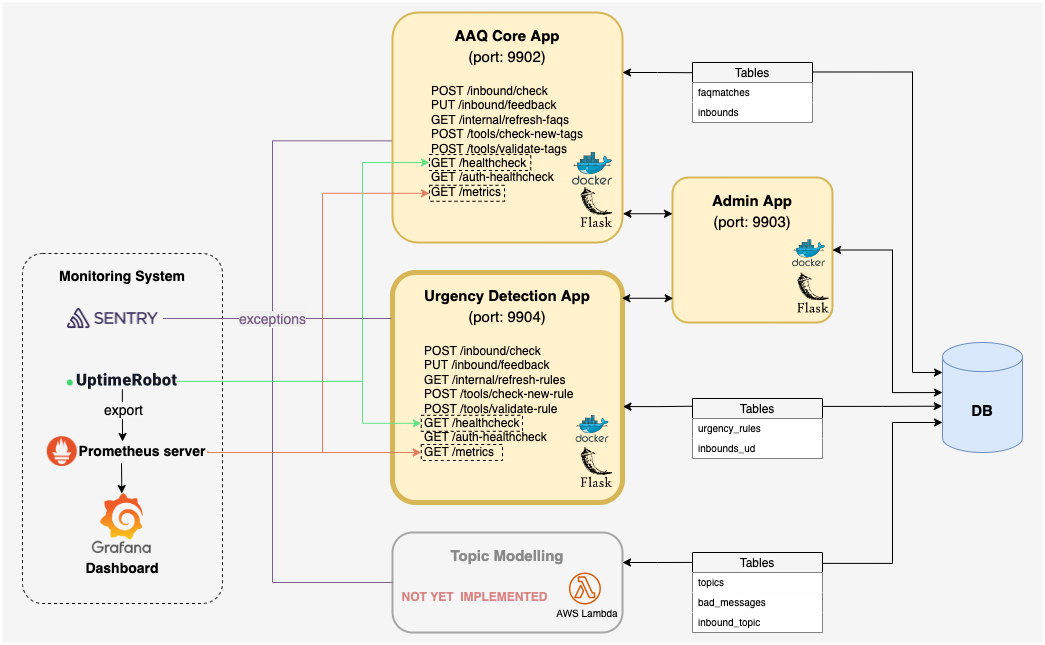 AAQ Core App
(port: 9902)
POST /inbound/check
PUT /inbound/feedback
GET /internal/refresh-faqs
POST /tools/check-new-tags
POST /tools/validate-tags
GET /healthcheck
GET /auth-healthcheck
GET /metrics
docker
Flask
Tables
faqmatches
inbounds
Admin App
(port: 9903)
docker
Flask
Monitoring System
SENTRY
exceptions
UptimeRobot
export
Prometheus server
Grafana
Dashboard
Urgency Detection App
(port: 9904)
POST /inbound/check
PUT /inbound/feedback
GET /internal/refresh-rules
POST /tools/check-new-rule
POST /tools/validate-rule
GET /healthcheck
GET /auth-healthcheck
GET /metrics
docker
Flask
Tables
urgency_rules
inbounds_ud
DB
Topic Modelling
NOT YET IMPLEMENTED
AWS Lambda
Tables
topics
bad_messages
inbound_topic